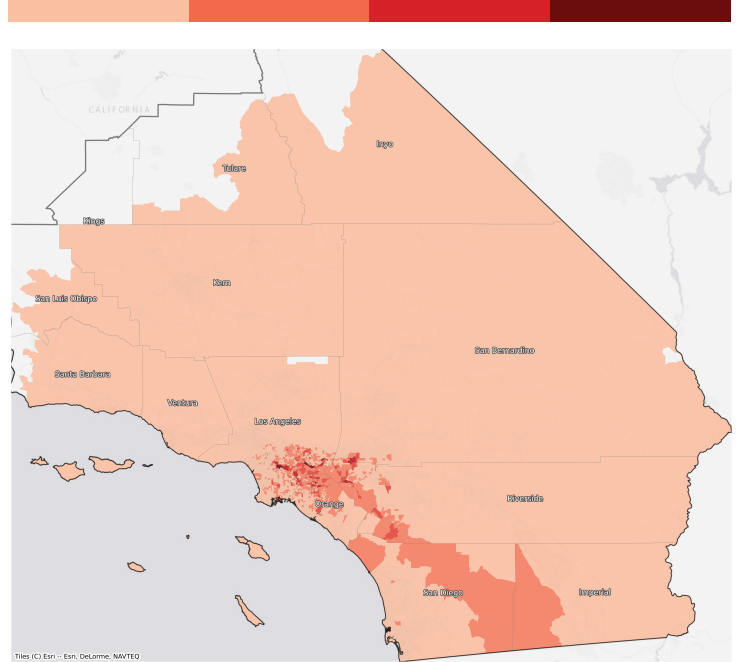 CALIFORNIA
Inyo
Tulare
Kings
Kern
San Luis Obispo
San Bernardino
Santa Barbara
Ventura
Los Angeles
Riverside
Orange
San Diego
Imperial
Tiles (C) Esri -- Esri, DeLorme, NAVTEQ